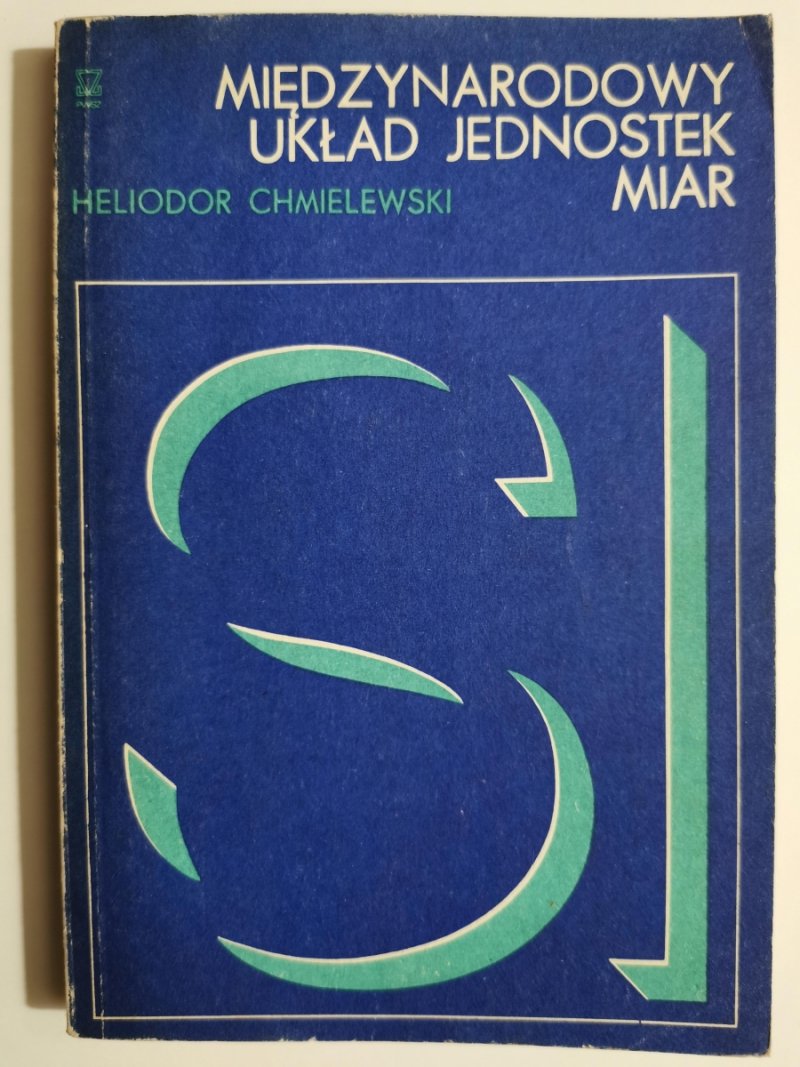 MIĘDZYNARODOWY
UKŁAD JEDNOSTEK
MIAR
HELIODOR CHMIELEWSKI
SI